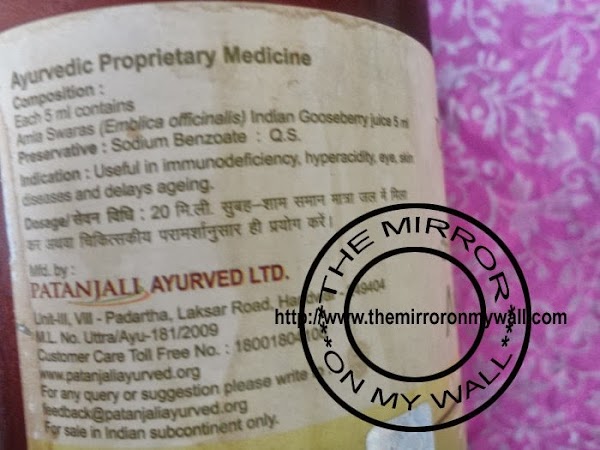 Ayurvedic Proprietary Medicine
Composition :
Each 5 ml contains
Amla Swaras (Emblica officinalis) Indian Gooseberry juice 5 ml
Preservative : Sodium Benzoate : Q.S.
Indication : Useful in immunodeficiency, hyperacidity, eye, skin
diseases and delays ageing.
Dosage/सेवन विधि : 20 मि.ली. सुबह–शाम समान मात्रा जल में मिला
कर अथवा चिकित्सकीय परामर्शानुसार ही प्रयोग करें।
Mfd. by :
PATANJALI AYURVED LTD.
Unit-III, Vill - Padartha, Laksar Road,
M.L. No. Uttra/Ayu-181/2009
Customer Care Toll Free No. :
www.patanjaliayurved.org
For any query or suggestion please write
feedback@patanjaliayurved.org
For sale in Indian subcontinent only.
*THE MIRROR*
http://www.themirroronmywall.com
*ON MY WALL*